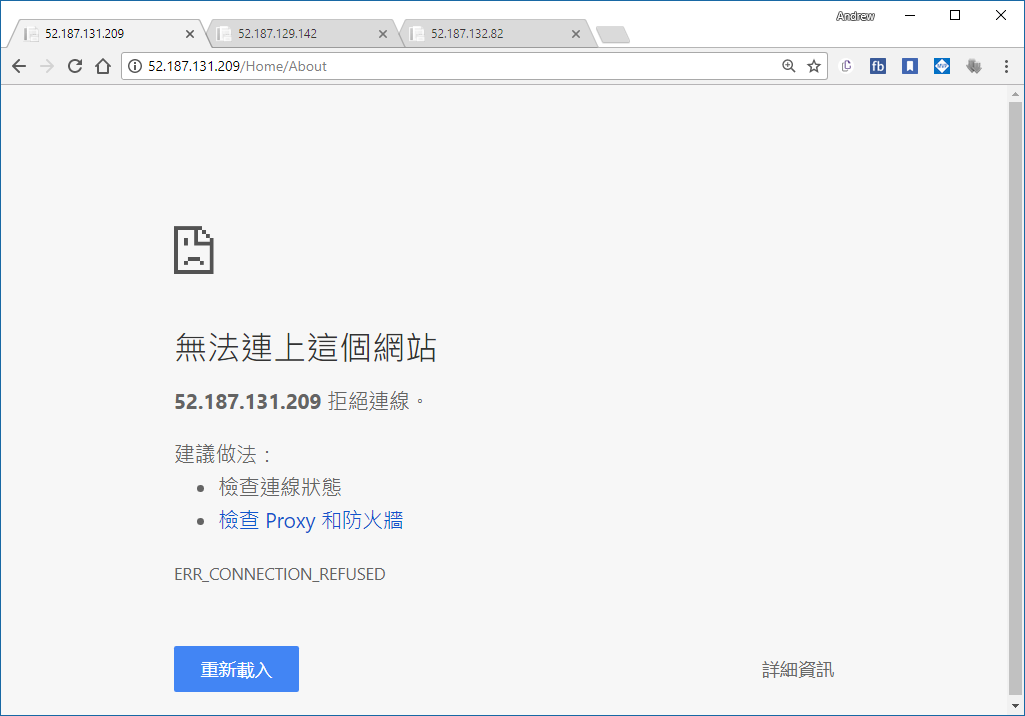 Andrew
52.187.131.209
52.187.129.142
52.187.132.82
52.187.131.209/Home/About
fb
無法連上這個網站
52.187.131.209 拒絕連線。
建議做法：
檢查連線狀態
檢查 Proxy 和防火牆
ERR_CONNECTION_REFUSED
重新載入
詳細資訊